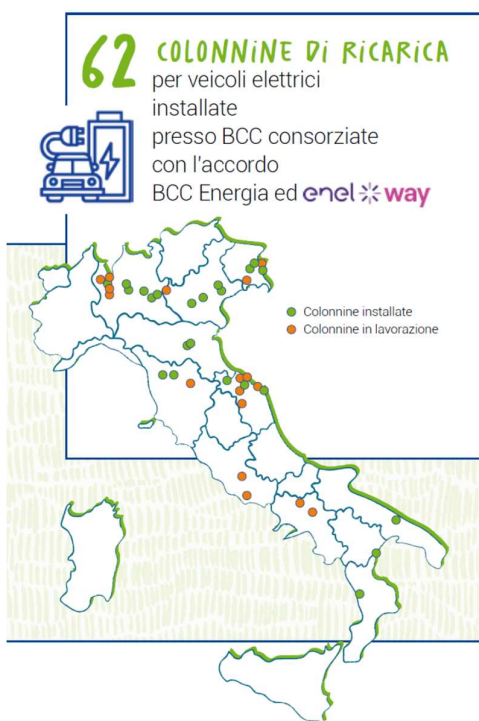 62 COLONNINE DI RICARICA
per veicoli elettrici
installate
presso BCC consorziate
con l'accordo
BCC Energia ed enel way
Colonnine installate
Colonnine in lavorazione